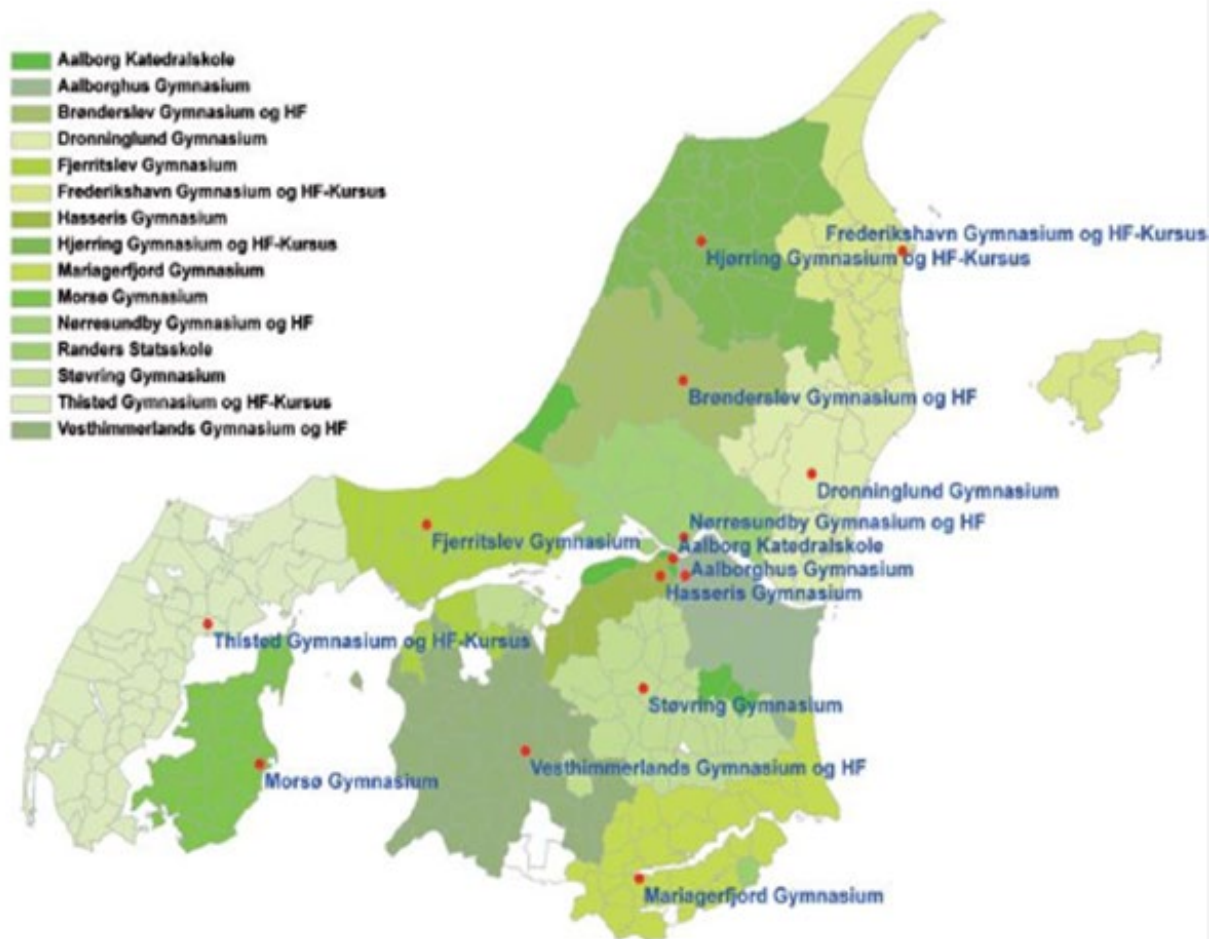 Aalborg Katedralskole
Aalborghus Gymnasium
Brønderslev Gymnasium og HF
Dronninglund Gymnasium
Fjerritslev Gymnasium
Frederikshavn Gymnasium og HF-Kursus
Hasseris Gymnasium
Hjørring Gymnasium og HF-Kursus
Mariagerfjord Gymnasium
Morsø Gymnasium
Nørresundby Gymnasium og HF
Randers Statsskole
Støvring Gymnasium
Thisted Gymnasium og HF-Kursus
Vesthimmerlands Gymnasium og HF
Frederikshavn Gymnasium og HF-Kursus
Hjørring Gymnasium og HF-Kursus
Brønderslev Gymnasium og HF
Dronninglund Gymnasium
Nørresundby Gymnasium og HF
Fjerritslev Gymnasium
Aalborg Katedralskole
Aalborghus Gymnasium
Hasseris Gymnasium
Thisted Gymnasium og HF-Kursus
Støvring Gymnasium
Vesthimmerlands Gymnasium og HF
Morsø Gymnasium
Mariagerfjord Gymnasium